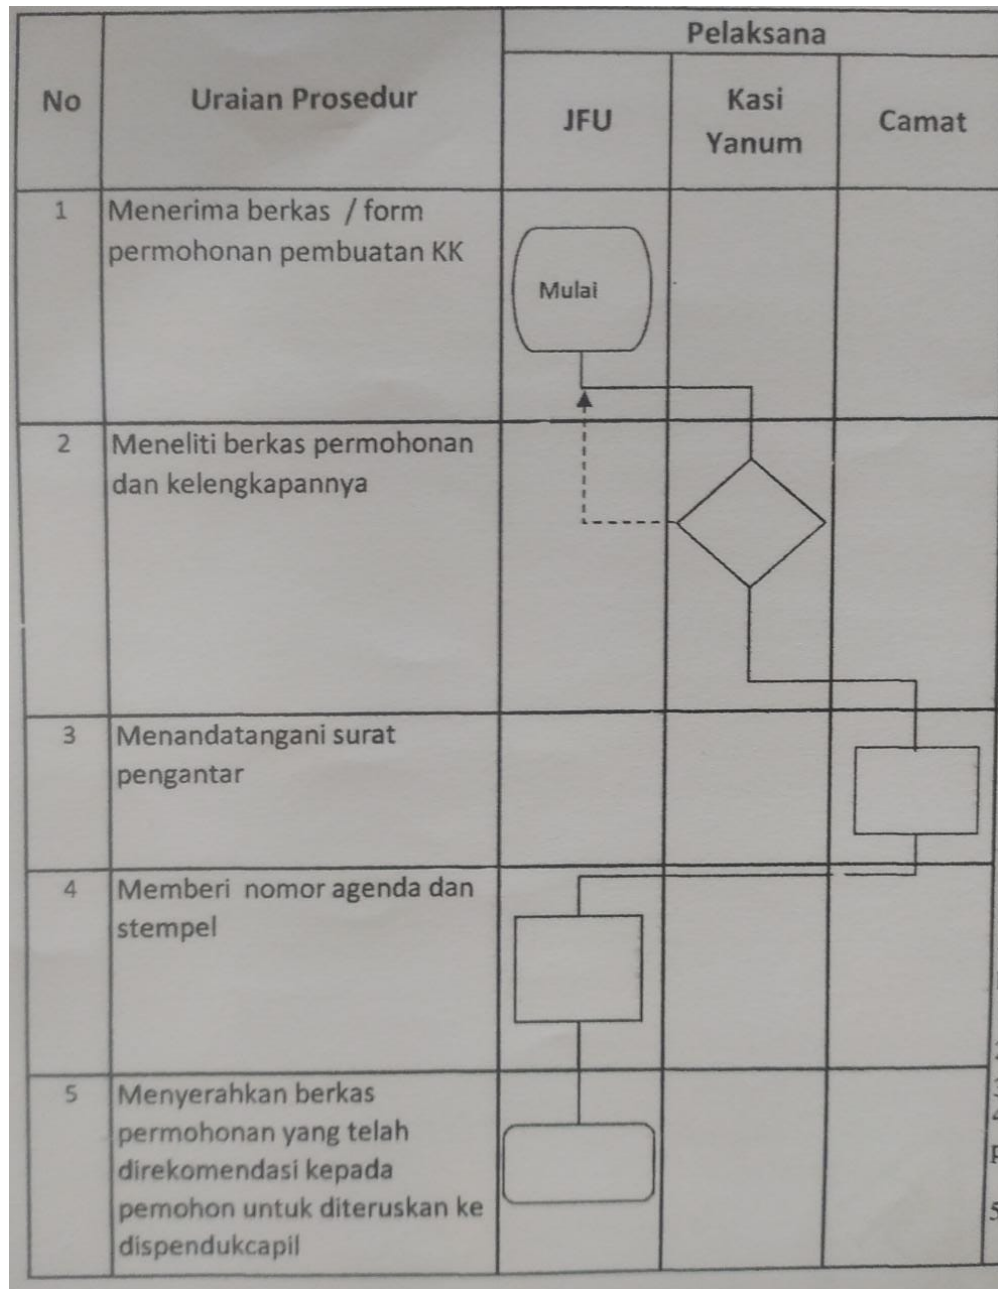 Pelaksana
No
Uraian Prosedur
JFU
Kasi
Yanum
Camat
1
Menerima berkas / form
permohonan pembuatan KK
Mulai
2
Meneliti berkas permohonan
dan kelengkapannya
3
Menandatangani surat
pengantar
4
Memberi nomor agenda dan
stempel
5
Menyerahkan berkas
permohonan yang telah
direkomendasi kepada
pemohon untuk diteruskan ke
dispendukcapil